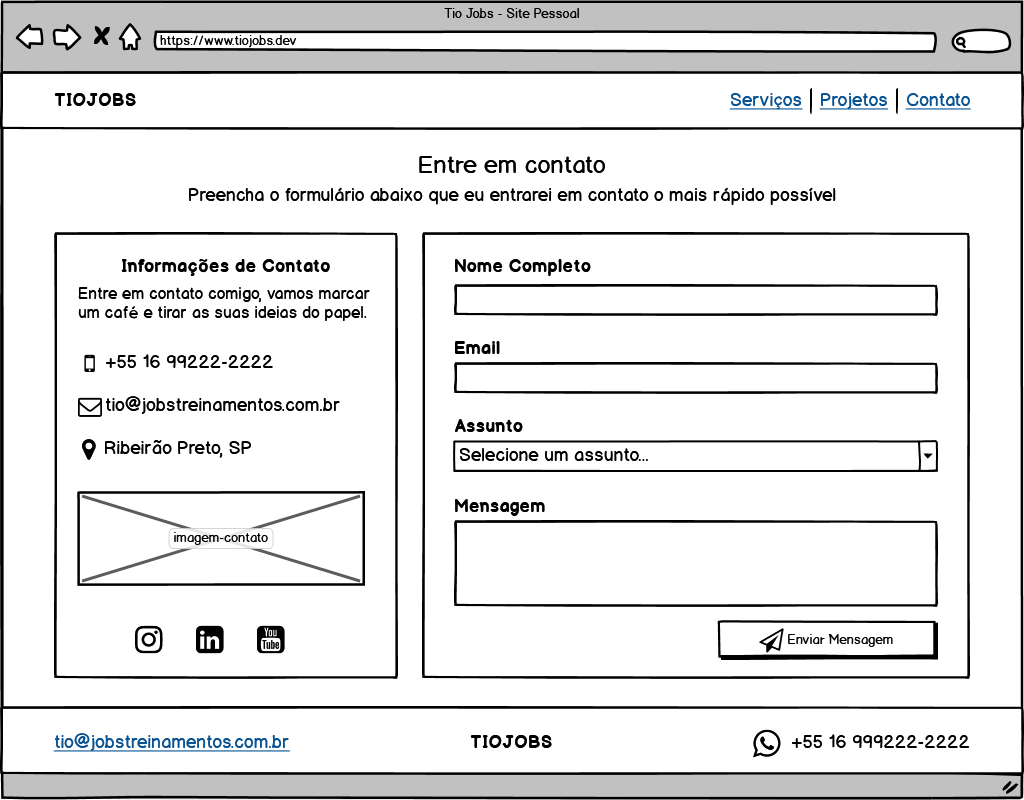 Tio Jobs - Site Pessoal
https://www.tiojobs.dev
TIOJOBS
Serviços
Projetos
Contato
Entre em contato
Preencha o formulário abaixo que eu entrarei em contato o mais rápido possível
Informações de Contato
Entre em contato comigo, vamos marcar
um café e tirar as suas ideias do papel.
+55 16 99222-2222
tio@jobstreinamentos.com.br
Ribeirão Preto, SP
imagem-contato
in
You
Tube
Nome Completo
Email
Assunto
Selecione um assunto...
Mensagem
Enviar Mensagem
tio@jobstreinamentos.com.br
TIOJOBS
+55 16 999222-2222